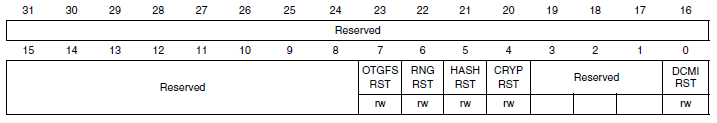 31 30 29 28 27 26 25 24 23 22 21 20 19 18 17 16
Reserved
15 14 13 12 11 10 9 8 7 6 5 4 3 2 1 0
Reserved OTGFS RST RNG RST HASH RST CRYP RST Reserved DCMI RST
rw rw rw rw rw